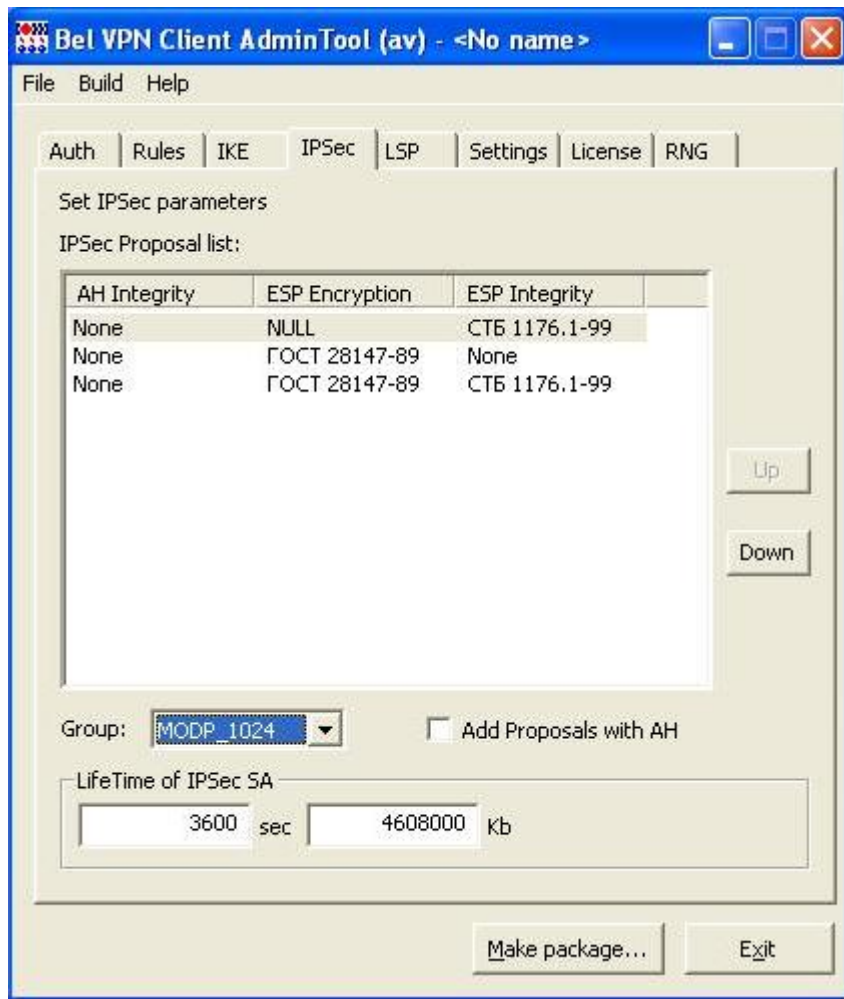 Bel VPN Client AdminTool (av) - <No name>
File Build Help
Auth Rules IKE IPSec LSP Settings License RNG
Set IPSec parameters
IPSec Proposal list:
AH Integrity ESP Encryption ESP Integrity
None NULL СТБ 1176.1-99
None ГОСТ 28147-89 None
None ГОСТ 28147-89 СТБ 1176.1-99
Up
Down
Group: MODP_1024 Add Proposals with AH
LifeTime of IPSec SA
3600 sec 4608000 Kb
Make package... Exit